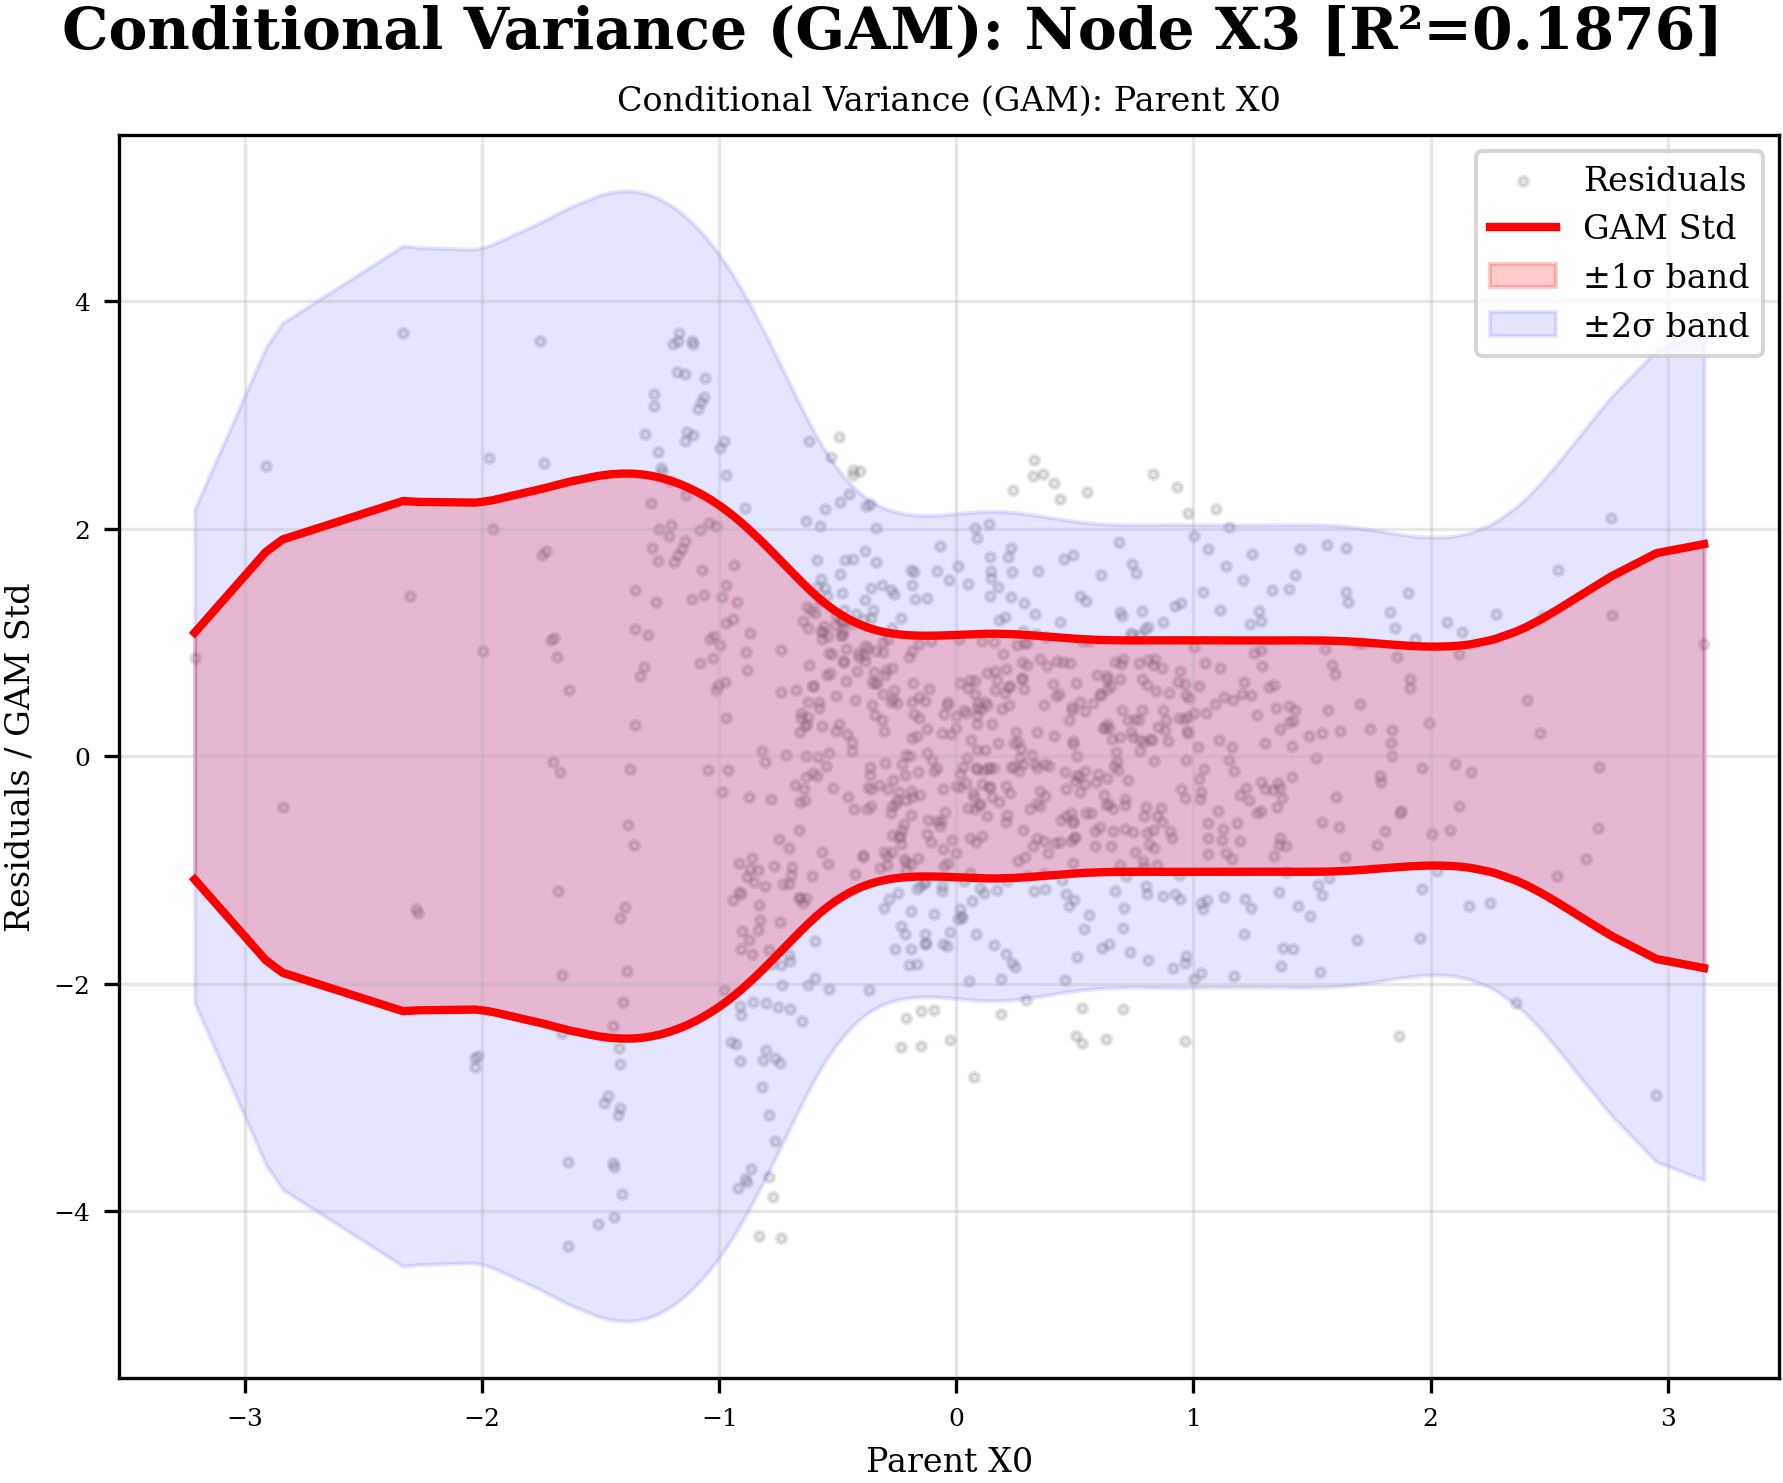 Conditional Variance (GAM): Node X3 [R²=0.1876]
Conditional Variance (GAM): Parent X0
Residuals
GAM Std
±1σ band
±2σ band
Residuals / GAM Std
4
2
0
−2
−4
−3
−2
−1
0
1
2
3
Parent X0